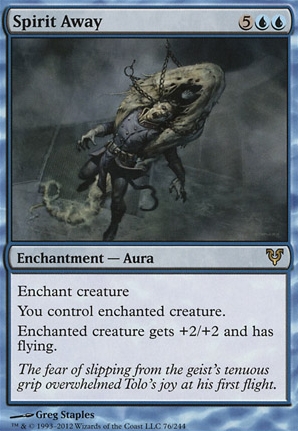 Spirit Away 5
Enchantment — Aura
Enchant creature
You control enchanted creature.
Enchanted creature gets +2/+2 and has
flying.
The fear of slipping from the geist's tenuous
grip overwhelmed Tolo's joy at his first flight.
Greg Staples
™ & © 1993–2012 Wizards of the Coast LLC 76/244